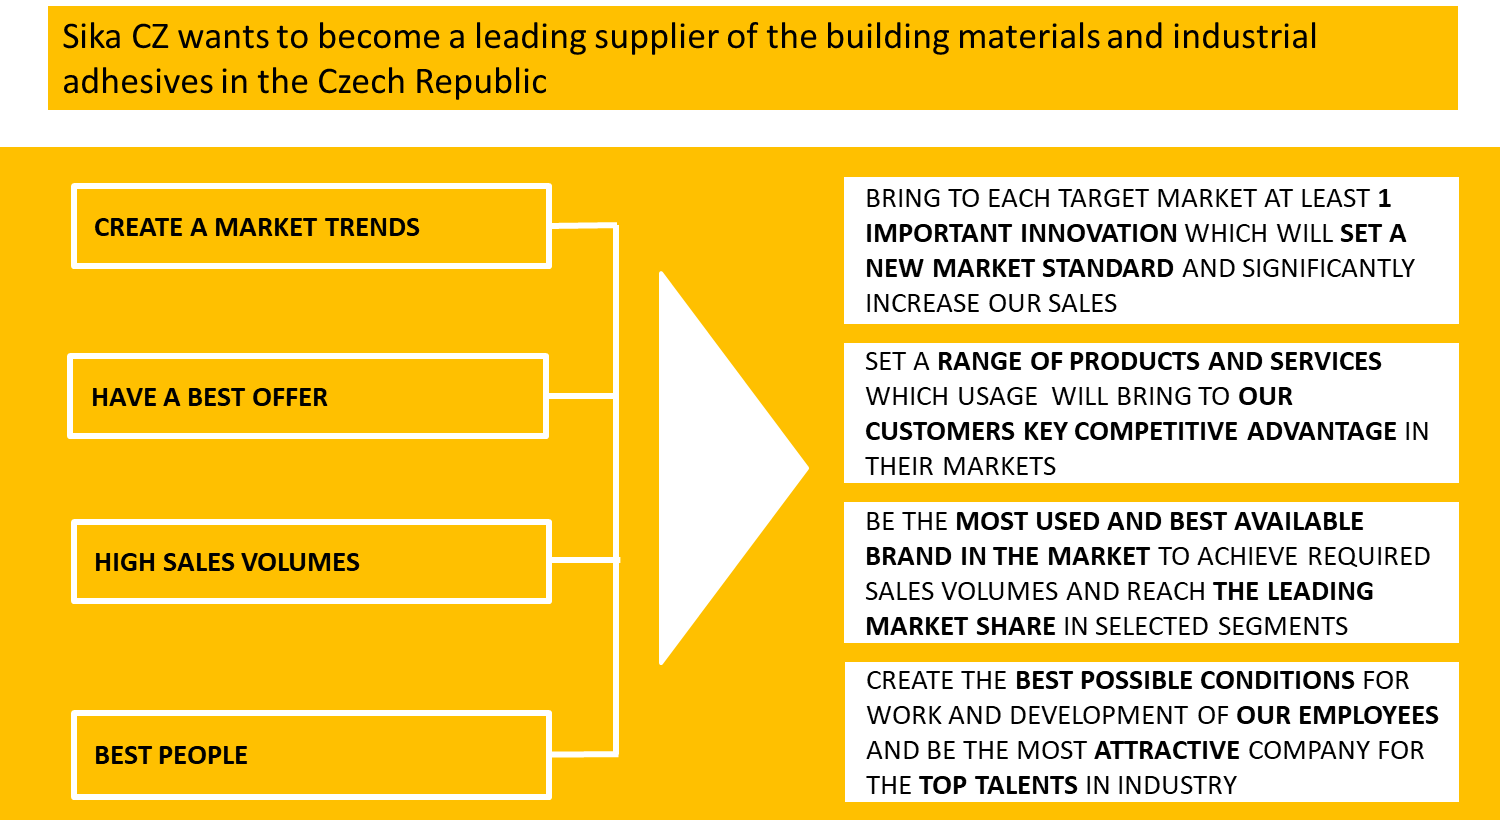 Sika CZ wants to become a leading supplier of the building materials and industrial
adhesives in the Czech Republic
CREATE A MARKET TRENDS
HAVE A BEST OFFER
HIGH SALES VOLUMES
BEST PEOPLE
BRING TO EACH TARGET MARKET AT LEAST 1
IMPORTANT INNOVATION WHICH WILL SET A
NEW MARKET STANDARD AND SIGNIFICANTLY
INCREASE OUR SALES
SET A RANGE OF PRODUCTS AND SERVICES
WHICH USAGE WILL BRING TO OUR
CUSTOMERS KEY COMPETITIVE ADVANTAGE IN
THEIR MARKETS
BE THE MOST USED AND BEST AVAILABLE
BRAND IN THE MARKET TO ACHIEVE REQUIRED
SALES VOLUMES AND REACH THE LEADING
MARKET SHARE IN SELECTED SEGMENTS
CREATE THE BEST POSSIBLE CONDITIONS FOR
WORK AND DEVELOPMENT OF OUR EMPLOYEES
AND BE THE MOST ATTRACTIVE COMPANY FOR
THE TOP TALENTS IN INDUSTRY